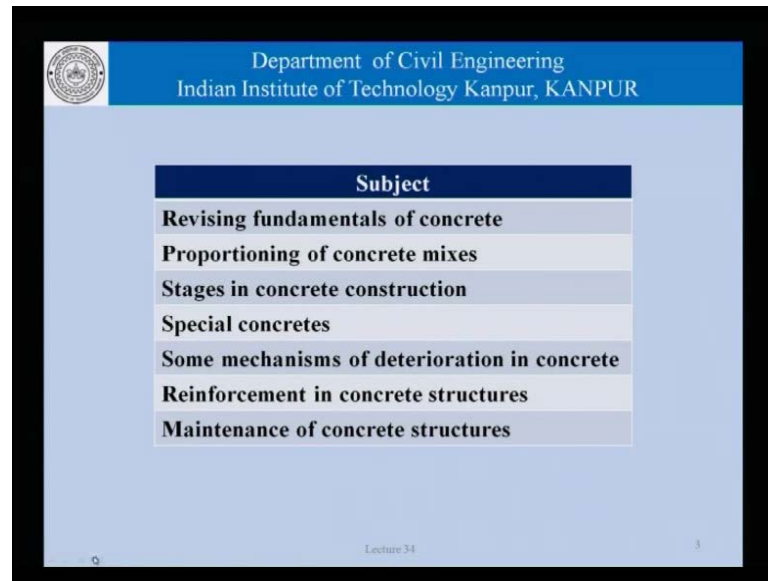 Department of Civil Engineering
Indian Institute of Technology Kanpur, KANPUR
Subject
Revising fundamentals of concrete
Proportioning of concrete mixes
Stages in concrete construction
Special concretes
Some mechanisms of deterioration in concrete
Reinforcement in concrete structures
Maintenance of concrete structures
Lecture 34
3